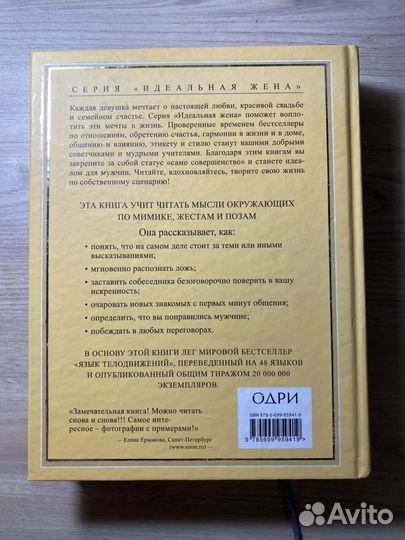 СЕРИЯ «ИДЕАЛЬНАЯ ЖЕНА»
Каждая девушка мечтает о настоящей любви, красивой свадьбе
и семейном счастье. Серия «Идеальная жена» поможет вопло-
тить эти мечты в жизнь. Проверенные временем бестселлеры
по отношениям, обретению счастья, гармонии в жизни и в доме,
общению и влиянию, этикету и стилю станут вашими добрыми
советчиками и мудрыми учителями. Благодаря этим книгам вы
закрепите за собой статус «само совершенство» и станете идеа-
лом для мужчин. Читайте, вдохновляйтесь, творите свою жизнь
по собственному сценарию!
ЭТА КНИГА УЧИТ ЧИТАТЬ МЫСЛИ ОКРУЖАЮЩИХ
ПО МИМИКЕ, ЖЕСТАМ И ПОЗАМ
Она рассказывает, как:
• понять, что на самом деле стоит за теми или иными
высказываниями;
• мгновенно распознать ложь;
• заставить собеседника безоговорочно поверить в вашу
искренность;
• очаровать новых знакомых с первых минут общения;
• определить, что вы понравились мужчине;
• побеждать в любых переговорах.
В ОСНОВУ ЭТОЙ КНИГИ ЛЕГ МИРОВОЙ БЕСТСЕЛЛЕР
«ЯЗЫК ТЕЛОДВИЖЕНИЙ», ПЕРЕВЕДЕННЫЙ НА 48 ЯЗЫКОВ
И ОПУБЛИКОВАННЫЙ ОБЩИМ ТИРАЖОМ 20 000 000
ЭКЗЕМПЛЯРОВ.
«Замечательная книга! Можно читать
снова и снова!!! Самое инте-
ресное – фотографии с примерами!»
— Елена Ермакова, Санкт-Петербург
(www.ozon.ru)
ОДРИ
ISBN 978-5-699-95941-9
9 785699 959419 >
Avito